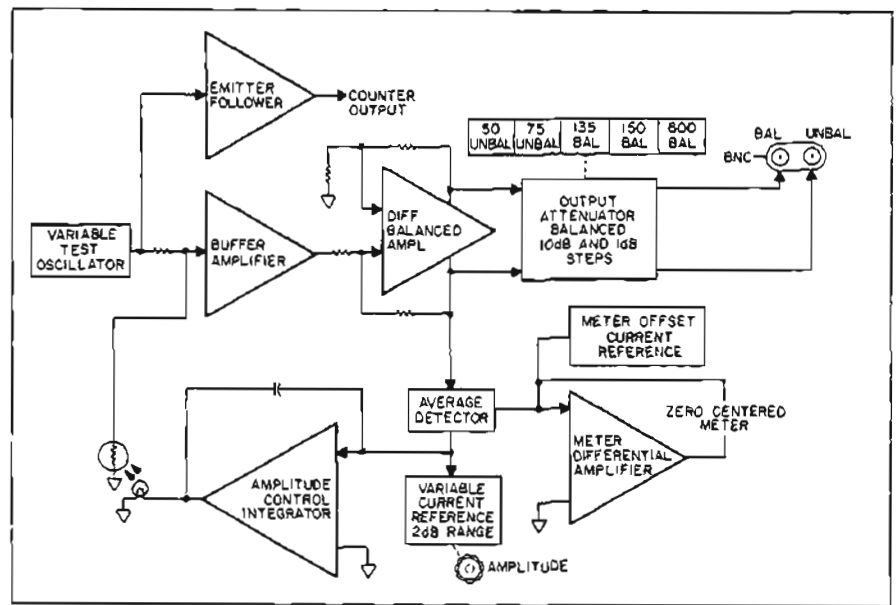 EMITTER
FOLLOWER
COUNTER
OUTPUT
50
UNBAL
75
UNBAL
135
BAL
150
BAL
600
BAL
BAL
UNBAL
BNC
VARIABLE
TEST
OSCILLATOR
BUFFER
AMPLIFIER
DIFF
BALANCED
AMPL
OUTPUT
ATTENUATOR
BALANCED
10dB AND 1dB
STEPS
METER OFFSET
CURRENT
REFERENCE
AVERAGE
DETECTOR
ZERO CENTERED
METER
METER
DIFFERENTIAL
AMPLIFIER
AMPLITUDE
CONTROL
INTEGRATOR
VARIABLE
CURRENT
REFERENCE
2dB RANGE
AMPLITUDE